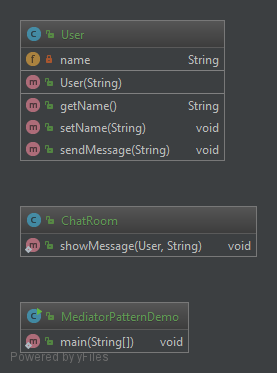 C User
f name String
m User(String)
m getName() String
m setName(String) void
m sendMessage(String) void
C ChatRoom
m showMessage(User, String) void
C MediatorPatternDemo
m main(String[]) void
Powered by yFiles